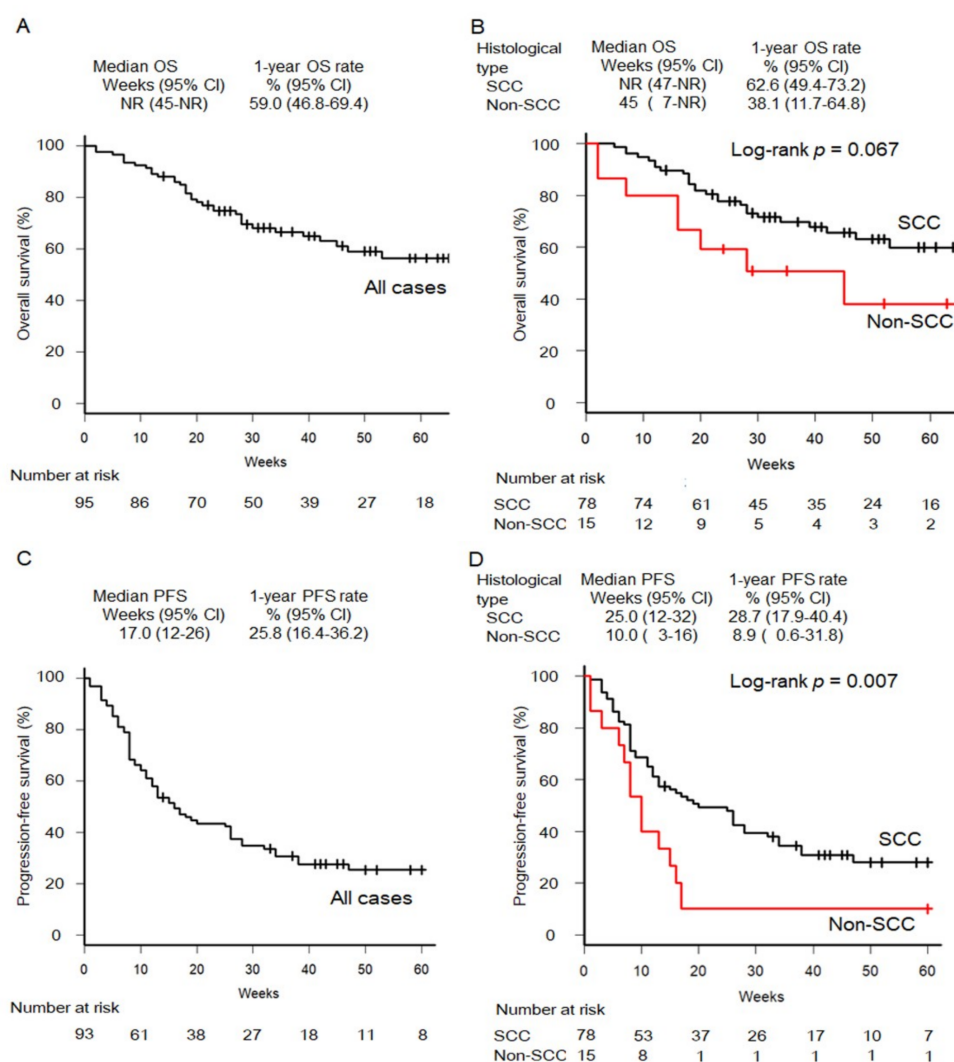 A
Median OS 1-year OS rate
Weeks (95% CI) % (95% CI)
NR (45-NR) 59.0 (46.8-69.4)
Overall survival (%)
100
80
60
40
20
0
All cases
0 10 20 30 40 50 60
Weeks
Number at risk
95 86 70 50 39 27 18
B
Histological type Median OS 1-year OS rate
Weeks (95% CI) % (95% CI)
SCC NR (47-NR) 62.6 (49.4-73.2)
Non-SCC 45 ( 7-NR) 38.1 (11.7-64.8)
Overall survival (%)
100
80
60
40
20
0
Log-rank p = 0.067
SCC
Non-SCC
0 10 20 30 40 50 60
Weeks
Number at risk
SCC 78 74 61 45 35 24 16
Non-SCC 15 12 9 5 4 3 2
C
Median PFS 1-year PFS rate
Weeks (95% CI) % (95% CI)
17.0 (12-26) 25.8 (16.4-36.2)
Progression-free survival (%)
100
80
60
40
20
0
All cases
0 10 20 30 40 50 60
Weeks
Number at risk
93 61 38 27 18 11 8
D
Histological type Median PFS 1-year PFS rate
Weeks (95% CI) % (95% CI)
SCC 25.0 (12-32) 28.7 (17.9-40.4)
Non-SCC 10.0 ( 3-16) 8.9 ( 0.6-31.8)
Progression-free survival (%)
100
80
60
40
20
0
Log-rank p = 0.007
SCC
Non-SCC
0 10 20 30 40 50 60
Weeks
Number at risk
SCC 78 53 37 26 17 10 7
Non-SCC 15 8 1 1 1 1 1